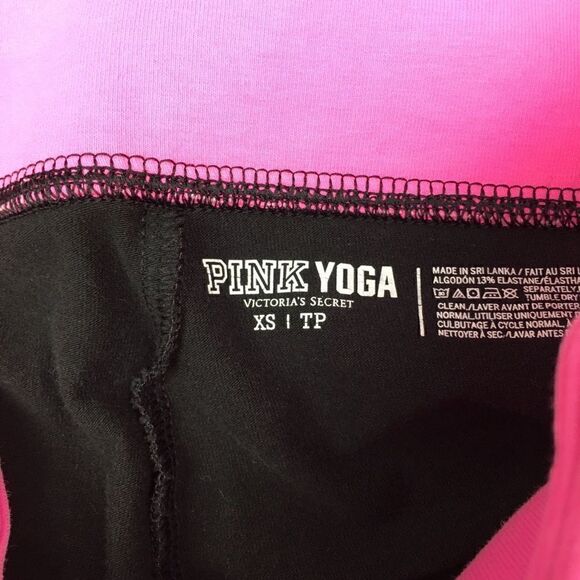 PINK YOGA
VICTORIA'S SECRET
XS | TP
MADE IN SRI LANKA / FAIT AU SRI
ALGODÓN 13% ELASTANE/ÉLASTHA
SEPARATELY
TUMBLE DRY
CLEAN./LAVER AVANT DE PORTER
NORMAL.UTILISER UNIQUEMENT
CULBUTAGE À CYCLE NORMAL,
NETTOYER À SEC./LAVAR ANTES